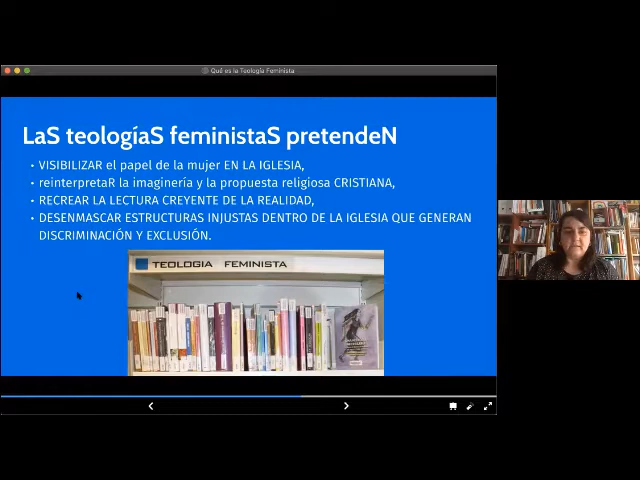 Qué es la Teología Feminista
LaS teologíaS feministaS pretendeN
• VISIBILIZAR el papel de la mujer EN LA IGLESIA,
• reinterpretaR la imaginería y la propuesta religiosa CRISTIANA,
• RECREAR LA LECTURA CREYENTE DE LA REALIDAD,
• DESENMASCAR ESTRUCTURAS INJUSTAS DENTRO DE LA IGLESIA QUE GENERAN
DISCRIMINACIÓN Y EXCLUSIÓN.
TEOLOGIA FEMINISTA